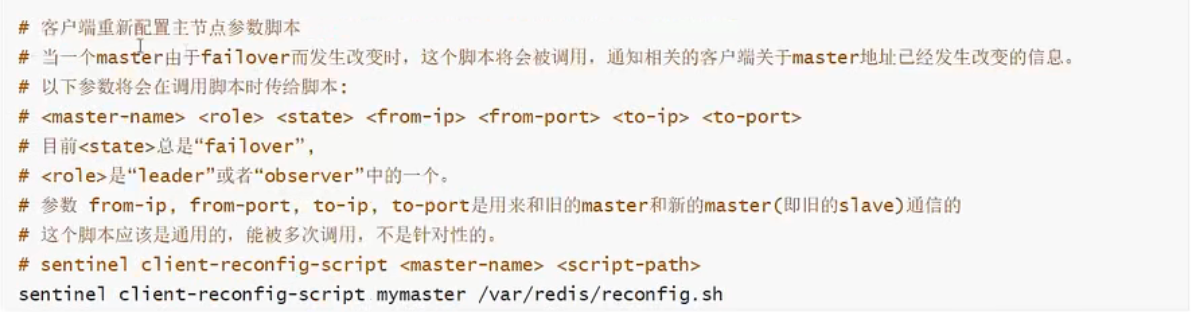 # 客户端重新配置主节点参数脚本
# 当一个master由于failover而发生改变时，这个脚本将会被调用，通知相关的客户端关于master地址已经发生改变的信息。
# 以下参数将会在调用脚本时传给脚本:
# <master-name> <role> <state> <from-ip> <from-port> <to-ip> <to-port>
# 目前<state>总是“failover”,
# <role>是“leader”或者“observer”中的一个。
# 参数 from-ip, from-port, to-ip, to-port是用来和旧的master和新的master(即旧的slave)通信的
# 这个脚本应该是通用的，能被多次调用，不是针对性的。
# sentinel client-reconfig-script <master-name> <script-path>
sentinel client-reconfig-script mymaster /var/redis/reconfig.sh